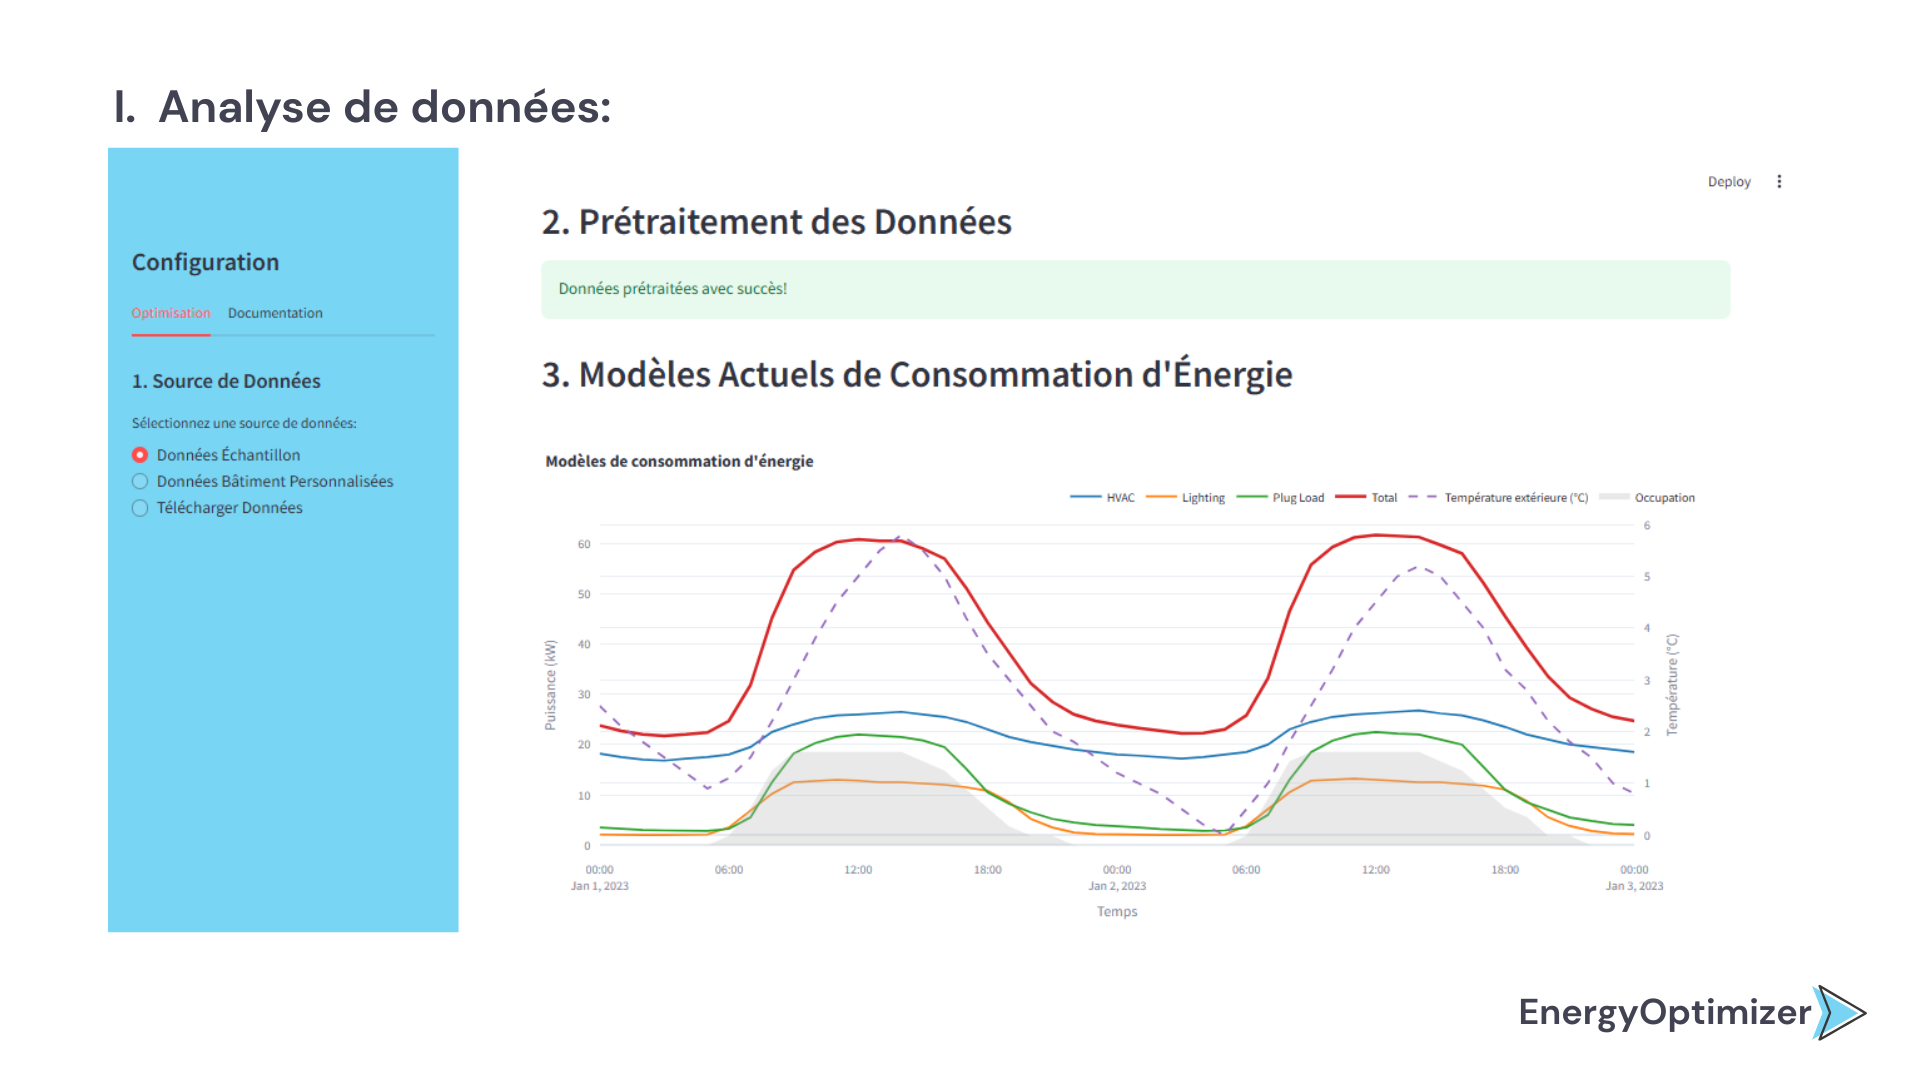 I. Analyse de données:
Deploy
Configuration
Optimisation Documentation
1. Source de Données
Sélectionnez une source de données:
Données Échantillon
Données Bâtiment Personnalisées
Télécharger Données
2. Prétraitement des Données
Données prétraitées avec succès!
3. Modèles Actuels de Consommation d'Énergie
Modèles de consommation d'énergie
HVAC Lighting Plug Load Total Température extérieure (°C) Occupation
Puissance (kW)
60
50
40
30
20
10
0
6
5
4
3
2
1
0
Température (°C)
00:00 06:00 12:00 18:00 00:00 06:00 12:00 18:00 00:00
Jan 1, 2023 Jan 2, 2023 Jan 3, 2023
Temps
EnergyOptimizer